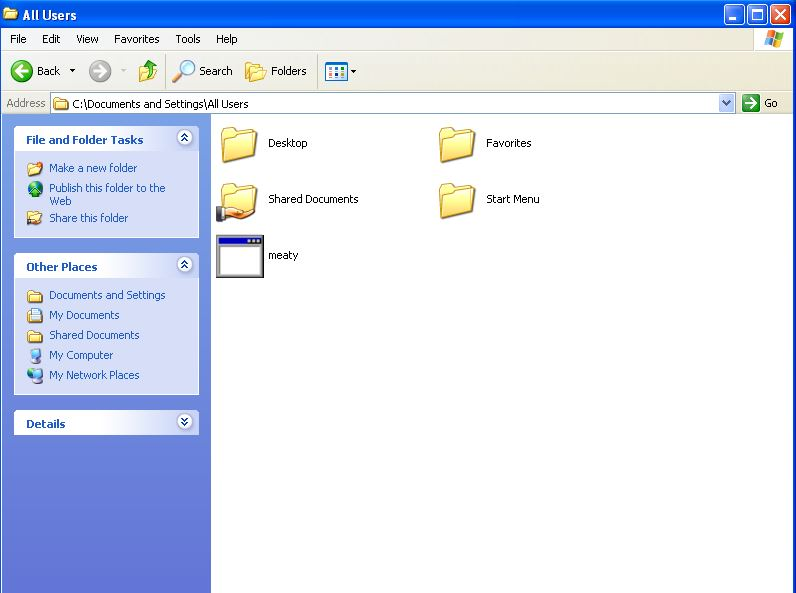 All Users
File Edit View Favorites Tools Help
Back Search Folders
Address C:\Documents and Settings\All Users Go
File and Folder Tasks
Make a new folder
Publish this folder to the
Web
Share this folder
Other Places
Documents and Settings
My Documents
Shared Documents
My Computer
My Network Places
Details
Desktop Favorites
Shared Documents Start Menu
meaty